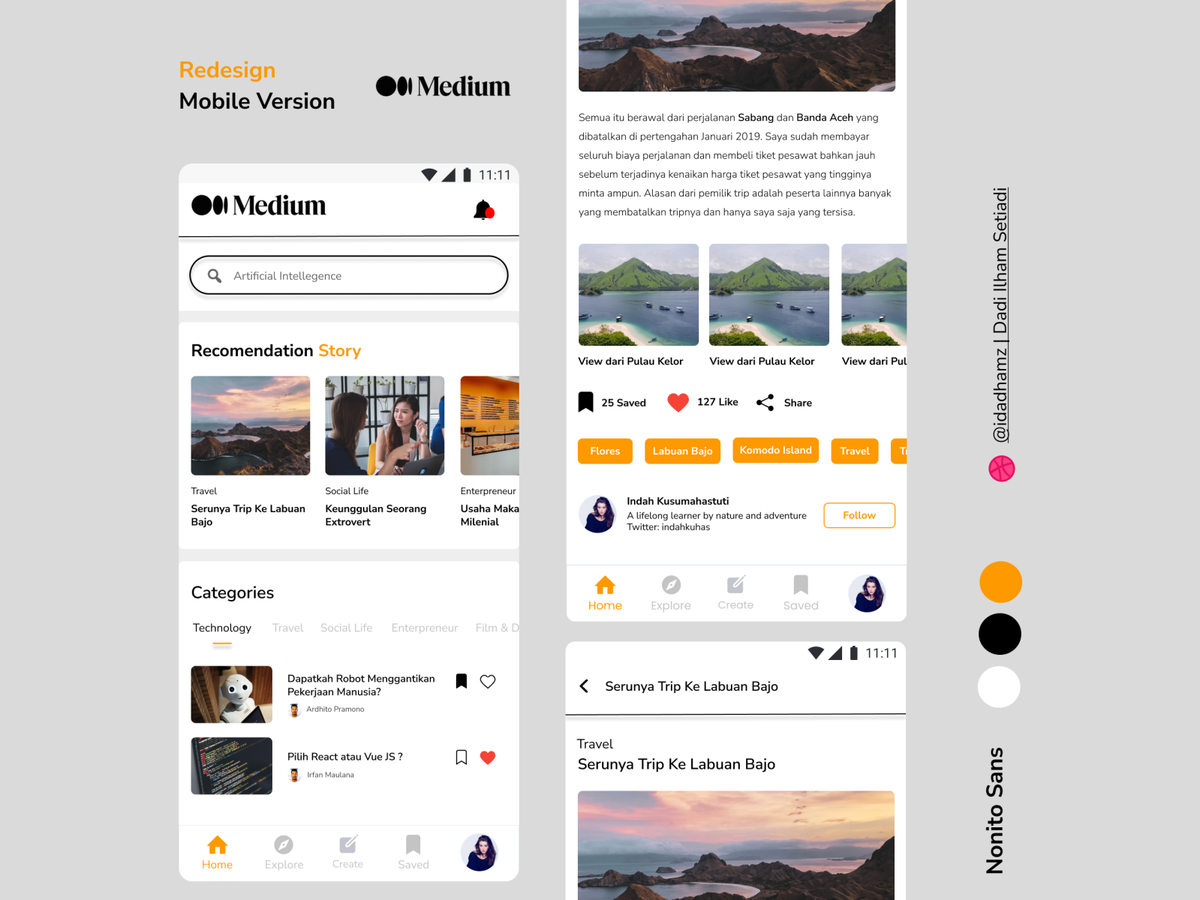 Redesign
Mobile Version
Medium
11:11
Medium
Artificial Intellegence
Recomendation Story
Travel
Serunya Trip Ke Labuan
Bajo
Social Life
Keunggulan Seorang
Extrovert
Enterpreneur
Usaha Maka
Milenial
Categories
Technology
Travel
Social Life
Enterpreneur
Film & D
Dapatkah Robot Menggantikan
Pekerjaan Manusia?
Ardhito Pramono
Pilih React atau Vue JS ?
Irfan Maulana
Home
Explore
Create
Saved
Semua itu berawal dari perjalanan Sabang dan Banda Aceh yang
dibatalkan di pertengahan Januari 2019. Saya sudah membayar
seluruh biaya perjalanan dan membeli tiket pesawat bahkan jauh
sebelum terjadinya kenaikan harga tiket pesawat yang tingginya
minta ampun. Alasan dari pemilik trip adalah peserta lainnya banyak
yang membatalkan tripnya dan hanya saya saja yang tersisa.
View dari Pulau Kelor
View dari Pulau Kelor
View dari Pul
25 Saved
127 Like
Share
Flores
Labuan Bajo
Komodo Island
Travel
Tr
Indah Kusumahastuti
A lifelong learner by nature and adventure
Twitter: indahkuhas
Follow
Home
Explore
Create
Saved
11:11
Serunya Trip Ke Labuan Bajo
Travel
Serunya Trip Ke Labuan Bajo
@idadhamz | Dadi Ilham Setiadi
Nonito Sans